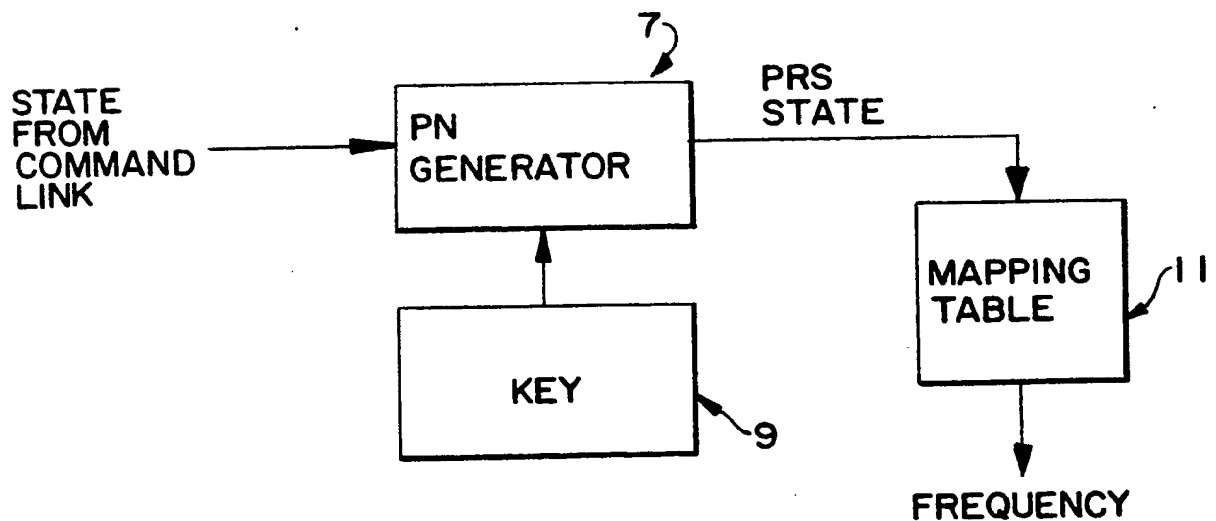 7
STATE
FROM
COMMAND
LINK
PN
GENERATOR
PRS
STATE
KEY
9
MAPPING
TABLE
11
FREQUENCY